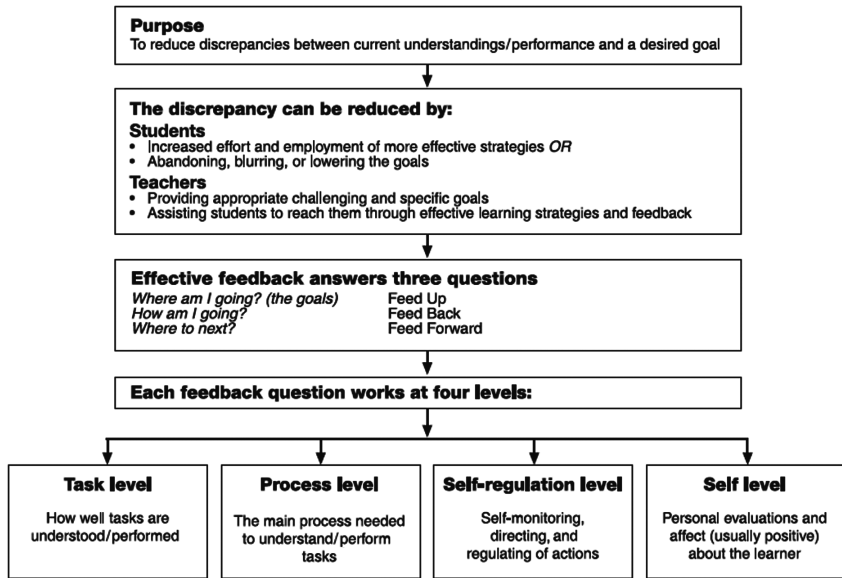 Purpose
To reduce discrepancies between current understandings/performance and a desired goal
The discrepancy can be reduced by:
Students
• Increased effort and employment of more effective strategies OR
• Abandoning, blurring, or lowering the goals
Teachers
• Providing appropriate challenging and specific goals
• Assisting students to reach them through effective learning strategies and feedback
Effective feedback answers three questions
Where am I going? (the goals) Feed Up
How am I going? Feed Back
Where to next? Feed Forward
Each feedback question works at four levels:
Task level
How well tasks are
understood/performed
Process level
The main process needed
to understand/perform
tasks
Self-regulation level
Self-monitoring,
directing, and
regulating of actions
Self level
Personal evaluations and
affect (usually positive)
about the learner